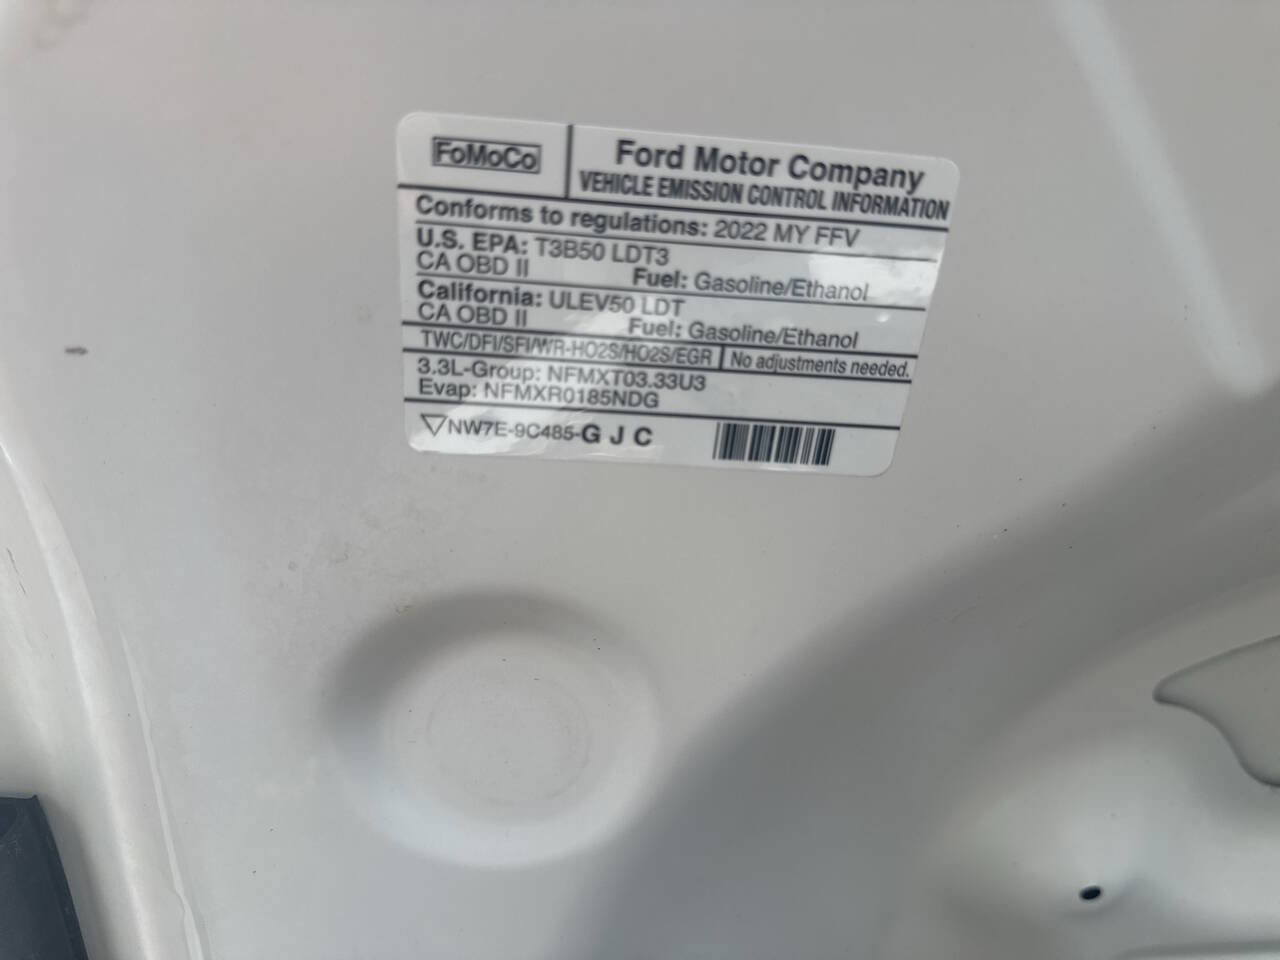 FoMoCo
Ford Motor Company
VEHICLE EMISSION CONTROL INFORMATION
Conforms to regulations: 2022 MY FFV
U.S. EPA: T3B50 LDT3
CA OBD II Fuel: Gasoline/Ethanol
California: ULEV50 LDT
CA OBD II Fuel: Gasoline/Ethanol
TWC/DFI/SFI/WR-HO2S/HO2S/EGR No adjustments needed.
3.3L-Group: NFMXT03.33U3
Evap: NFMXR0185NDG
NW7E-9C485-G J C